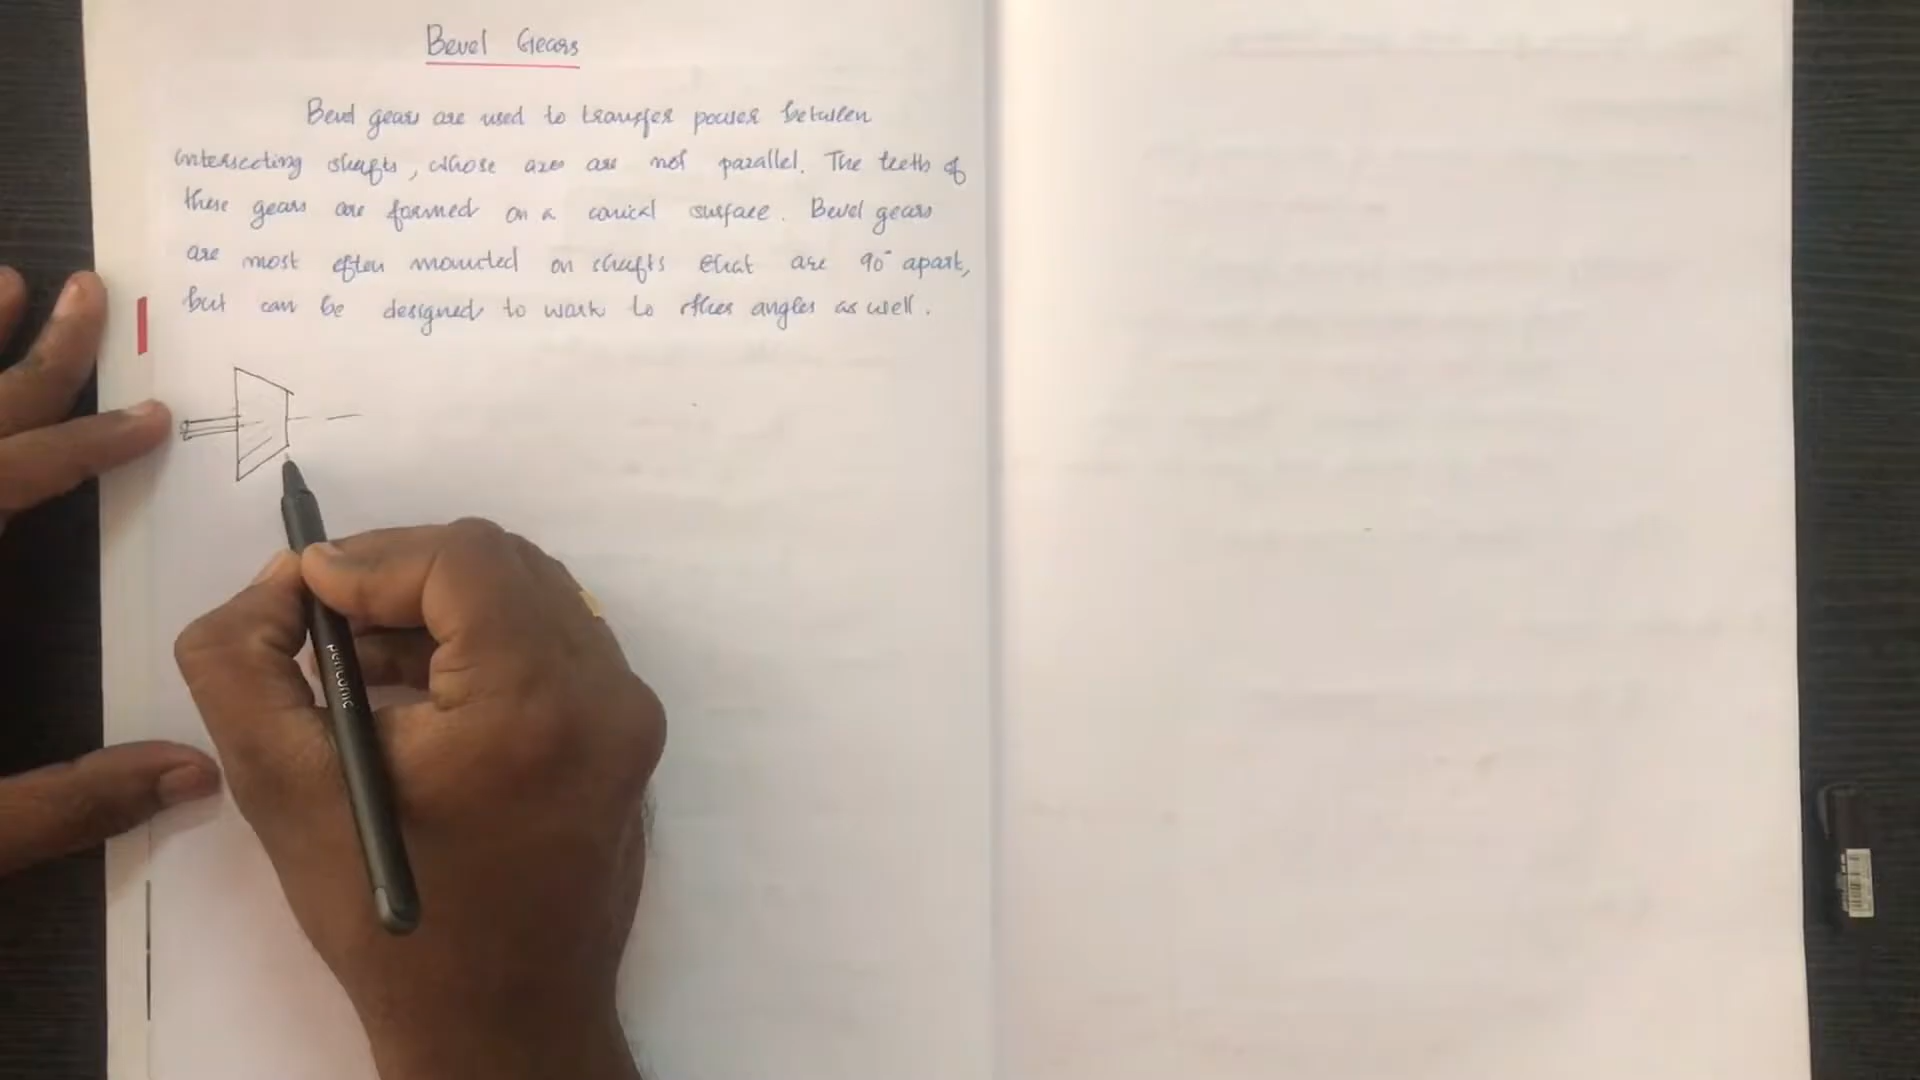 Bevel Gears
Bevel gears are used to transfer power between
intersecting shafts, whose axes are not parallel. The teeth of
these gears are formed on a conical surface. Bevel gears
are most often mounted on shafts that are 90° apart,
but can be designed to work to other angles as well.
pentonic